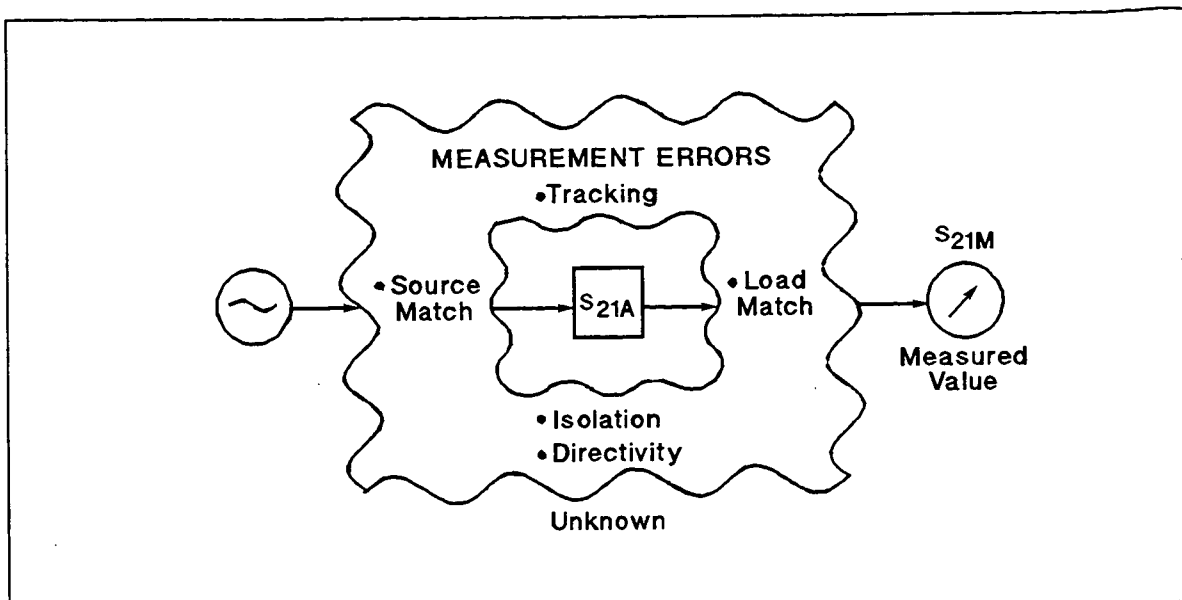 MEASUREMENT ERRORS
•Tracking
• Source
Match
S21A
• Load
Match
S21M
Measured
Value
• Isolation
• Directivity
Unknown